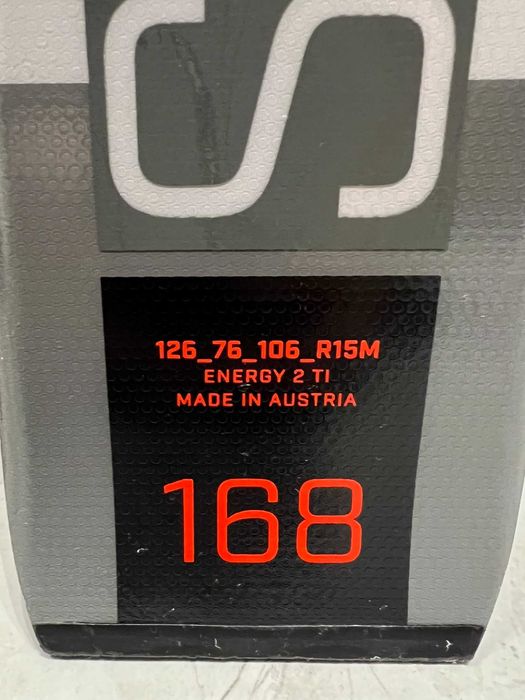 S
126_76_106_R15M
ENERGY 2 TI
MADE IN AUSTRIA
168